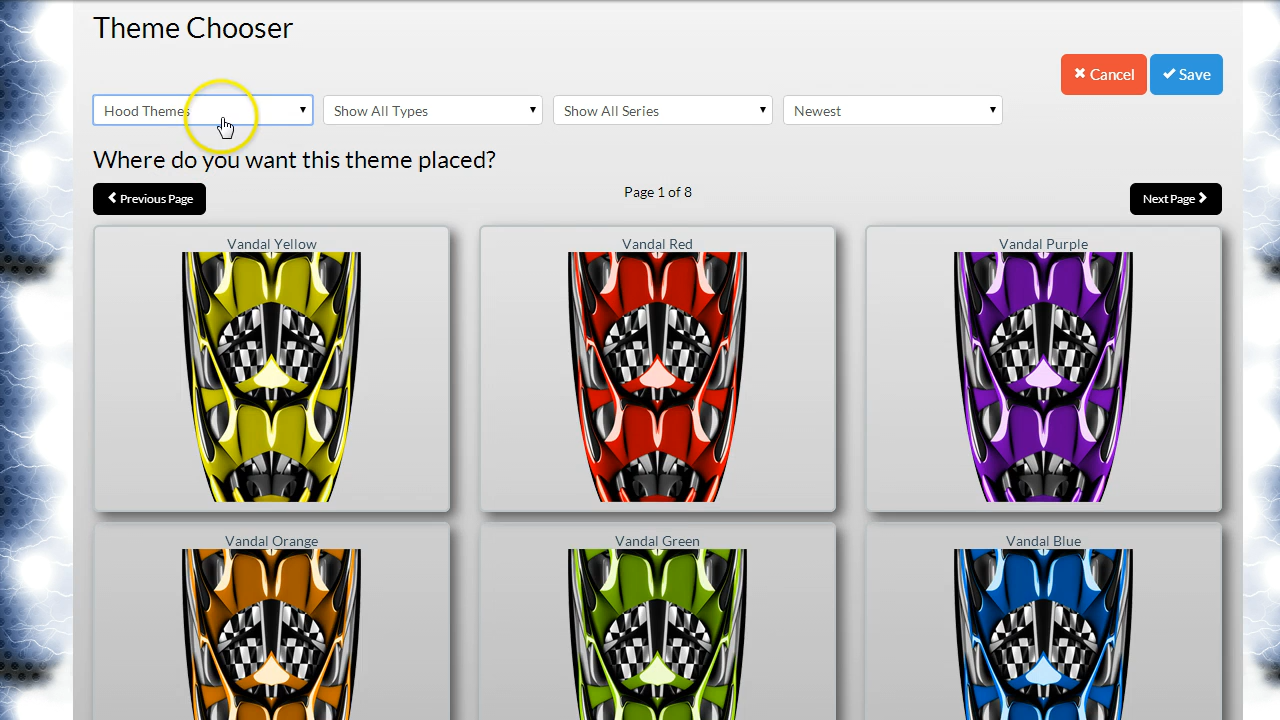 Theme Chooser
Cancel
Save
Hood Themes
Show All Types
Show All Series
Newest
Where do you want this theme placed?
Previous Page
Page 1 of 8
Next Page
Vandal Yellow
Vandal Red
Vandal Purple
Vandal Orange
Vandal Green
Vandal Blue